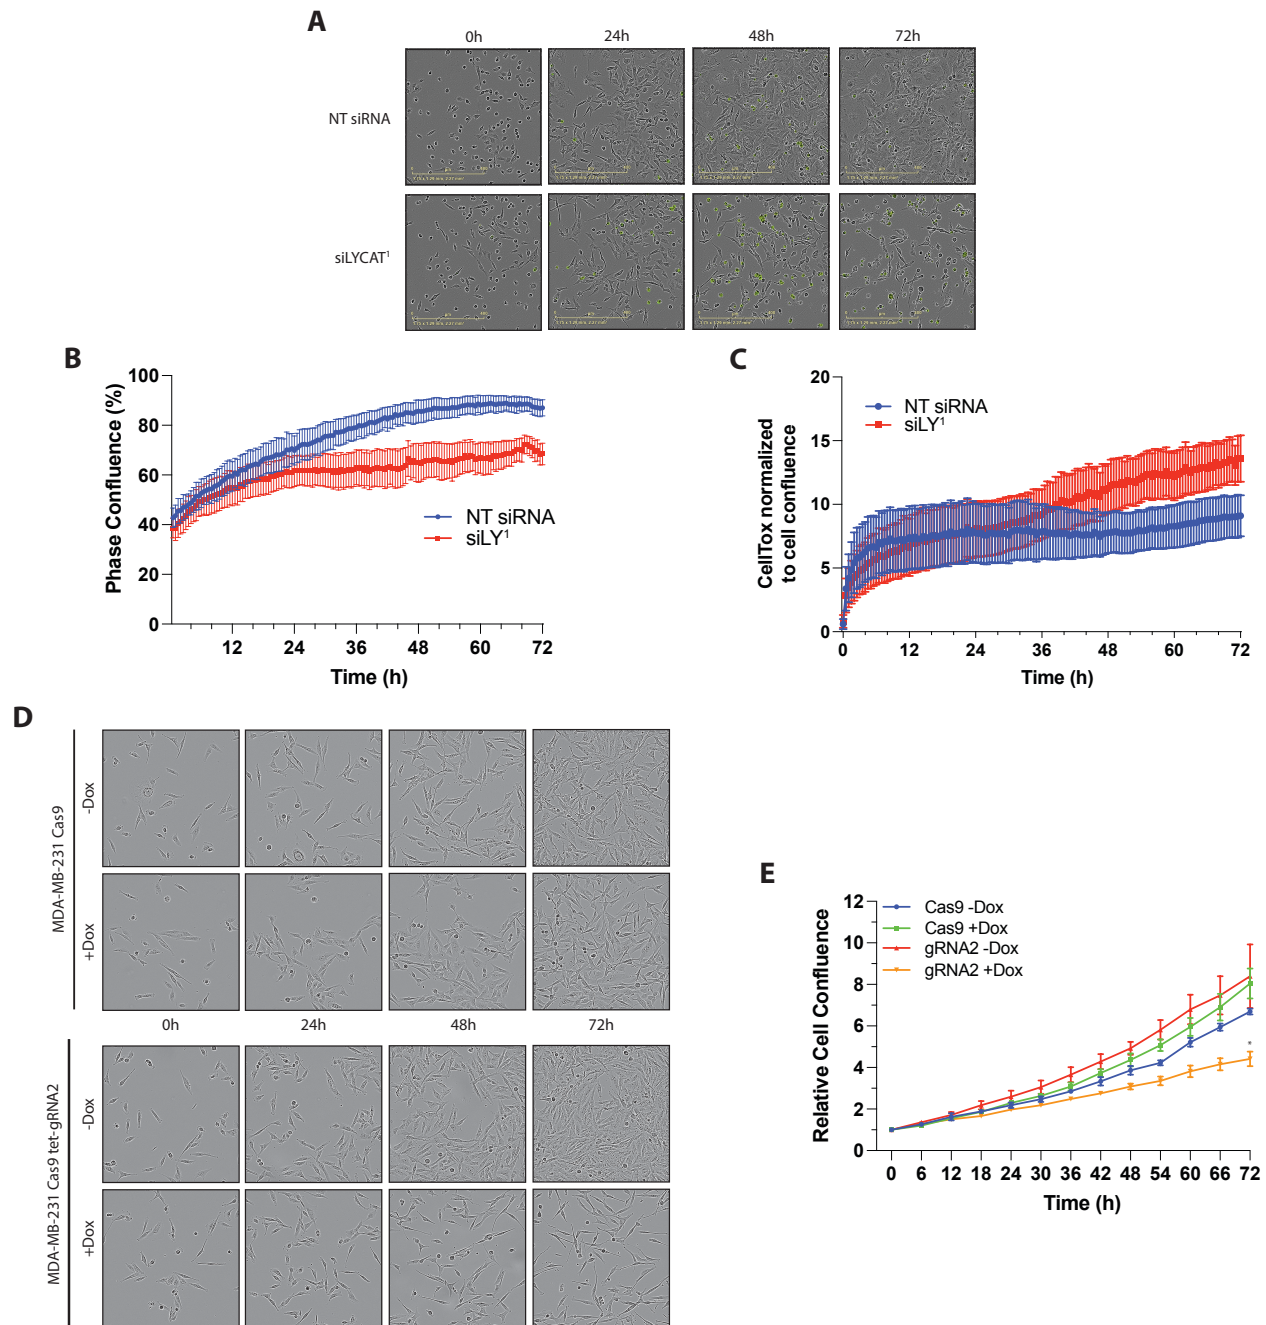 A
0h 24h 48h 72h
NT siRNA
siLYCAT¹
B
Phase Confluence (%)
100
80
60
40
20
0
12 24 36 48 60 72
Time (h)
NT siRNA
siLY¹
C
CellTox normalized
to cell confluence
20
15
10
5
0
0 12 24 36 48 60 72
Time (h)
NT siRNA
siLY¹
D
MDA-MB-231 Cas9
-Dox
+Dox
0h 24h 48h 72h
MDA-MB-231 Cas9 tet-gRNA2
-Dox
+Dox
E
Relative Cell Confluence
12
10
8
6
4
2
0
Cas9 -Dox
Cas9 +Dox
gRNA2 -Dox
gRNA2 +Dox
*
0 6 12 18 24 30 36 42 48 54 60 66 72
Time (h)